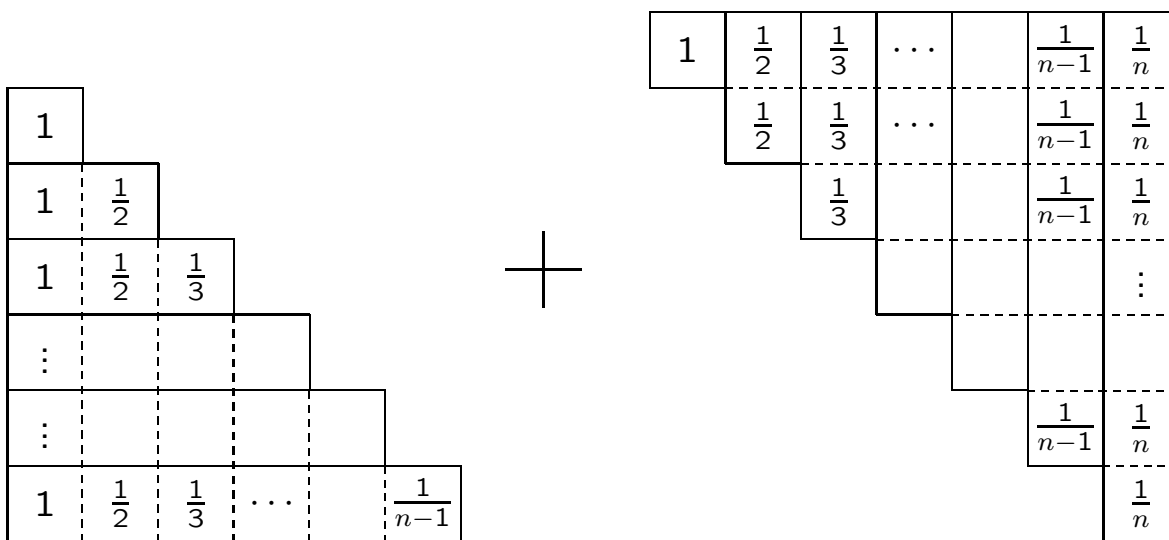 1 1/2 1/3 ⋯ 1/(n−1) 1/n
1 1/2 1/3 ⋯ 1/(n−1) 1/n
1 1/2 1/3 1/(n−1) 1/n
1 1/2 1/3 + ⋮
⋮
⋮ 1/(n−1) 1/n
1 1/2 1/3 ⋯ 1/(n−1) 1/n